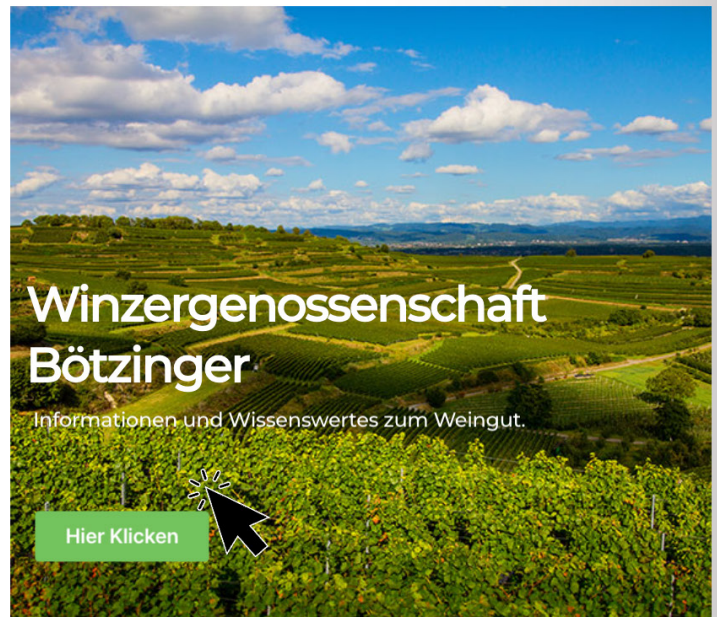 Winzergenossenschaft
Bötzinger
Informationen und Wissenswertes zum Weingut.
Hier Klicken